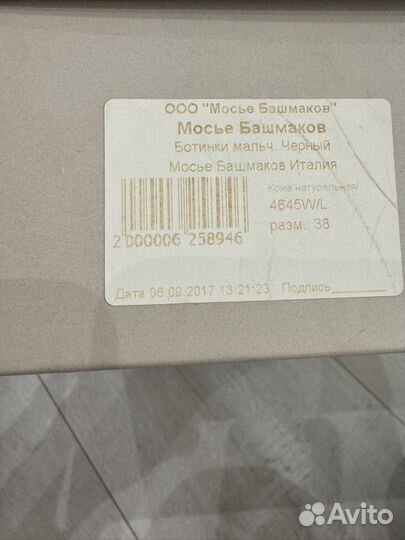 ООО "Мосье Башмаков"
Мосье Башмаков
Ботинки мальч. Черный
Мосье Башмаков Италия
Кожа натуральная/
4645W/L
разм.: 38
2 000006 258946
Дата 06.09.2017 13:21:23 Подпись
Avito